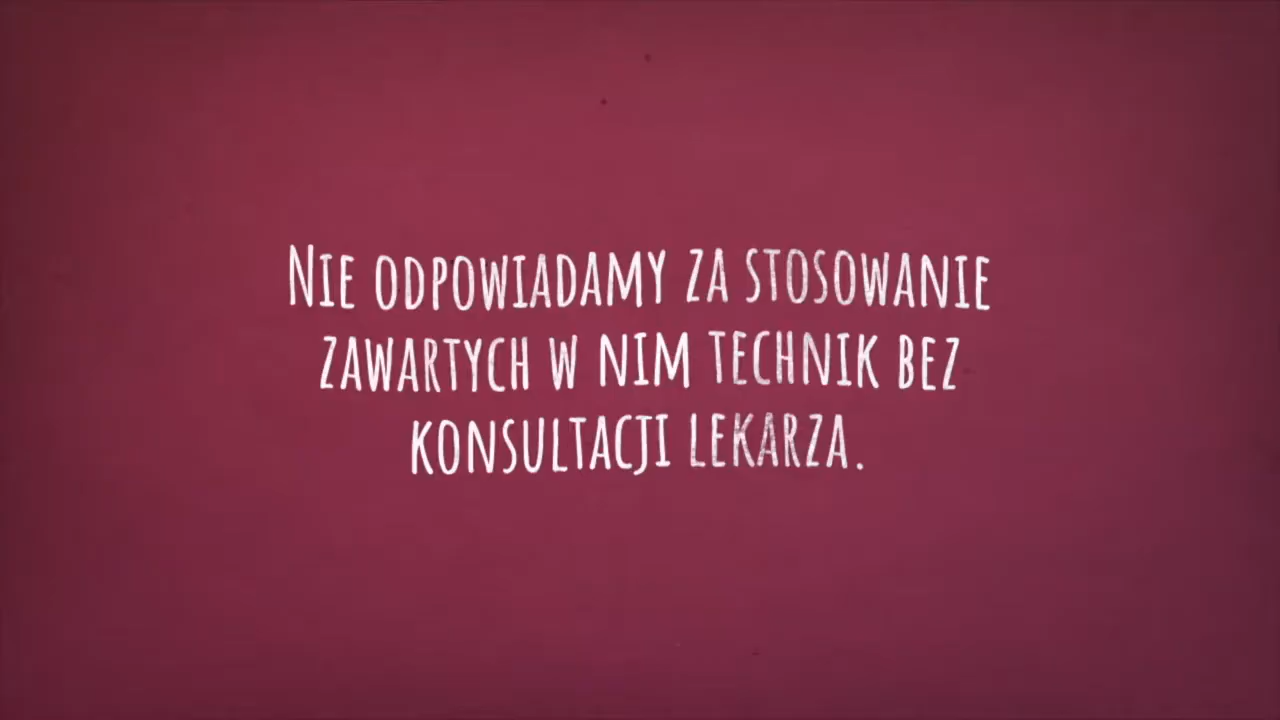 Nie odpowiadamy za stosowanie
zawartych w nim technik bez
konsultacji lekarza.